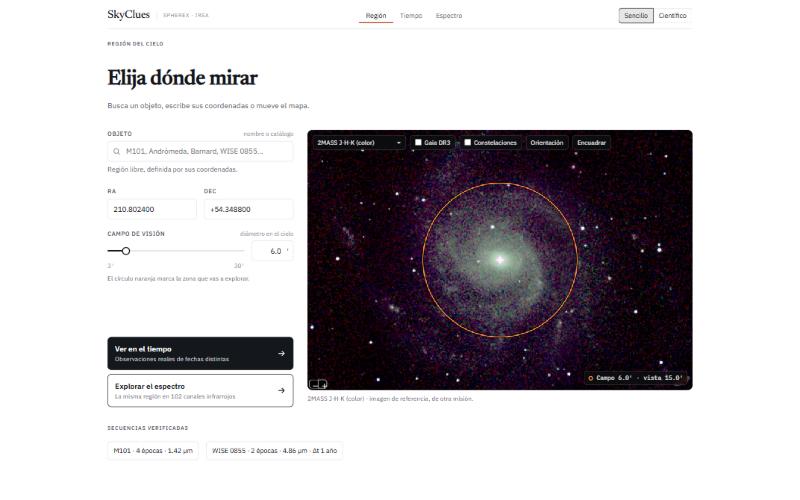 SkyClues SPHEREX · IRSA
Región Tiempo Espectro
Sencillo Científico
REGIÓN DEL CIELO
Elija dónde mirar
Busca un objeto, escribe sus coordenadas o mueve el mapa.
OBJETO nombre o catálogo
M101, Andrómeda, Barnard, WISE 0855...
Región libre, definida por sus coordenadas.
RA DEC
210.802400 +54.348800
CAMPO DE VISIÓN diámetro en el cielo
6.0 '
3' 30'
El círculo naranja marca la zona que vas a explorar.
Ver en el tiempo
Observaciones reales de fechas distintas
→
Explorar el espectro
La misma región en 102 canales infrarrojos
→
2MASS J·H·K (color) Gaia DR3 Constelaciones Orientación Encuadrar
Campo 6.0' · vista 15.0'
2MASS J·H·K (color) · imagen de referencia, de otra misión.
SECUENCIAS VERIFICADAS
M101 · 4 épocas · 1.42 µm WISE 0855 · 2 épocas · 4.86 µm · Δt 1 año